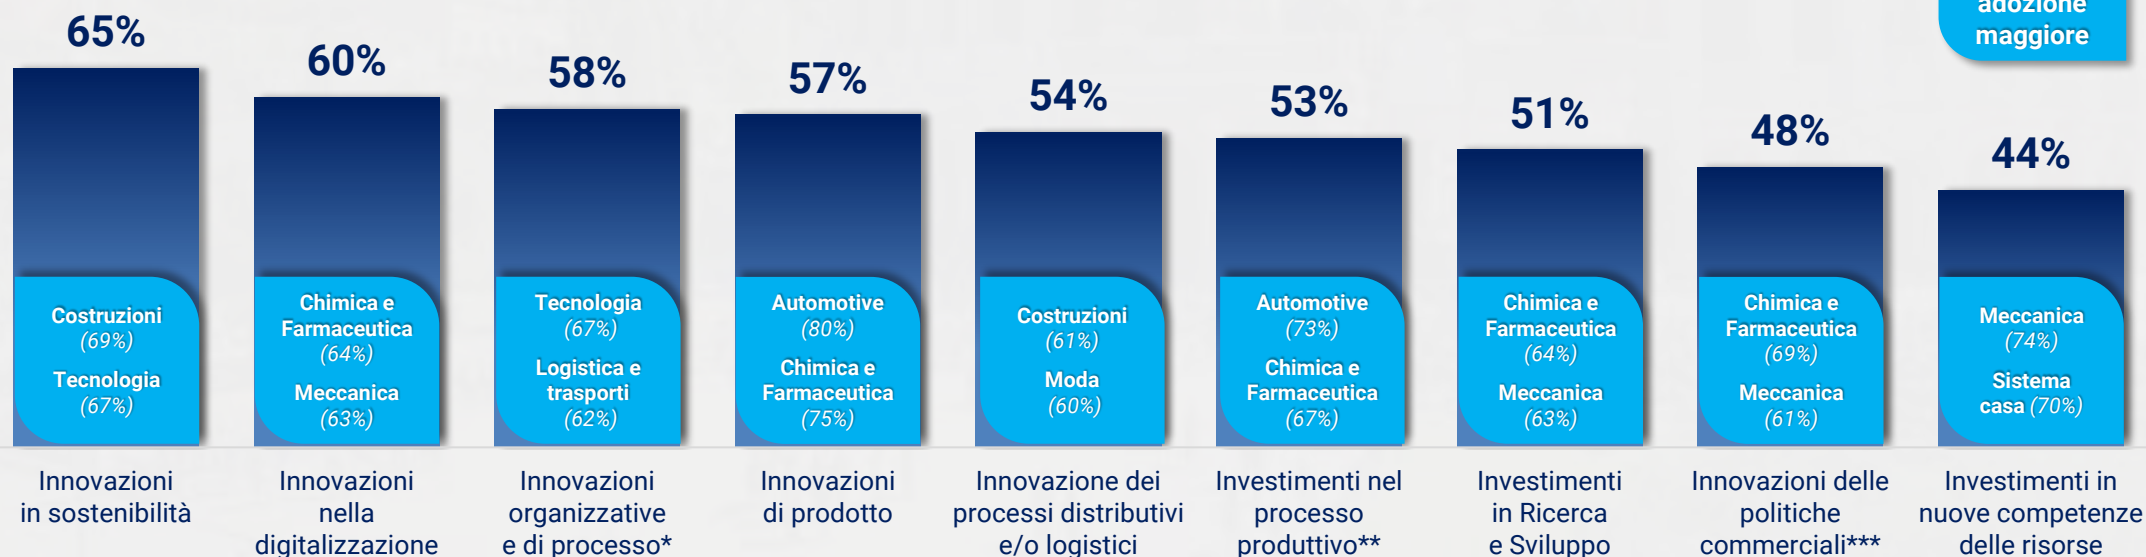 adozione
maggiore
65%
60%
58%
57%
54%
53%
51%
48%
44%
Costruzioni
(69%)
Tecnologia
(67%)
Chimica e
Farmaceutica
(64%)
Meccanica
(63%)
Tecnologia
(67%)
Logistica e
trasporti
(62%)
Automotive
(80%)
Chimica e
Farmaceutica
(75%)
Costruzioni
(61%)
Moda
(60%)
Automotive
(73%)
Chimica e
Farmaceutica
(67%)
Chimica e
Farmaceutica
(64%)
Meccanica
(63%)
Chimica e
Farmaceutica
(69%)
Meccanica
(61%)
Meccanica
(74%)
Sistema
casa (70%)
Innovazioni
in sostenibilità
Innovazioni
nella
digitalizzazione
Innovazioni
organizzative
e di processo*
Innovazioni
di prodotto
Innovazione dei
processi distributivi
e/o logistici
Investimenti nel
processo
produttivo**
Investimenti
in Ricerca
e Sviluppo
Innovazioni delle
politiche
commerciali***
Investimenti in
nuove competenze
delle risorse